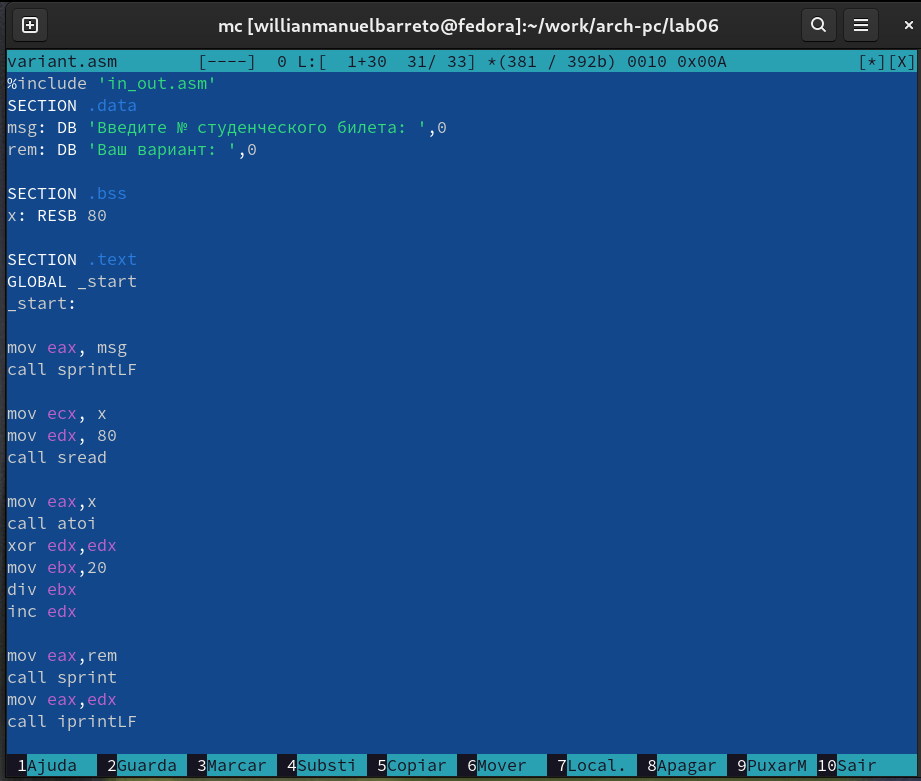 mc [willianmanuelbarreto@fedora]:~/work/arch-pc/lab06
variant.asm [----] 0 L:[ 1+30 31/ 33] *(381 / 392b) 0010 0x00A [*][X]
%include 'in_out.asm'
SECTION .data
msg: DB 'Введите № студенческого билета: ',0
rem: DB 'Ваш вариант: ',0
SECTION .bss
x: RESB 80
SECTION .text
GLOBAL _start
_start:
mov eax, msg
call sprintLF
mov ecx, x
mov edx, 80
call sread
mov eax,x
call atoi
xor edx,edx
mov ebx,20
div ebx
inc edx
mov eax,rem
call sprint
mov eax,edx
call iprintLF
1Ajuda 2Guarda 3Marcar 4Substi 5Copiar 6Mover 7Local. 8Apagar 9PuxarM 10Sair